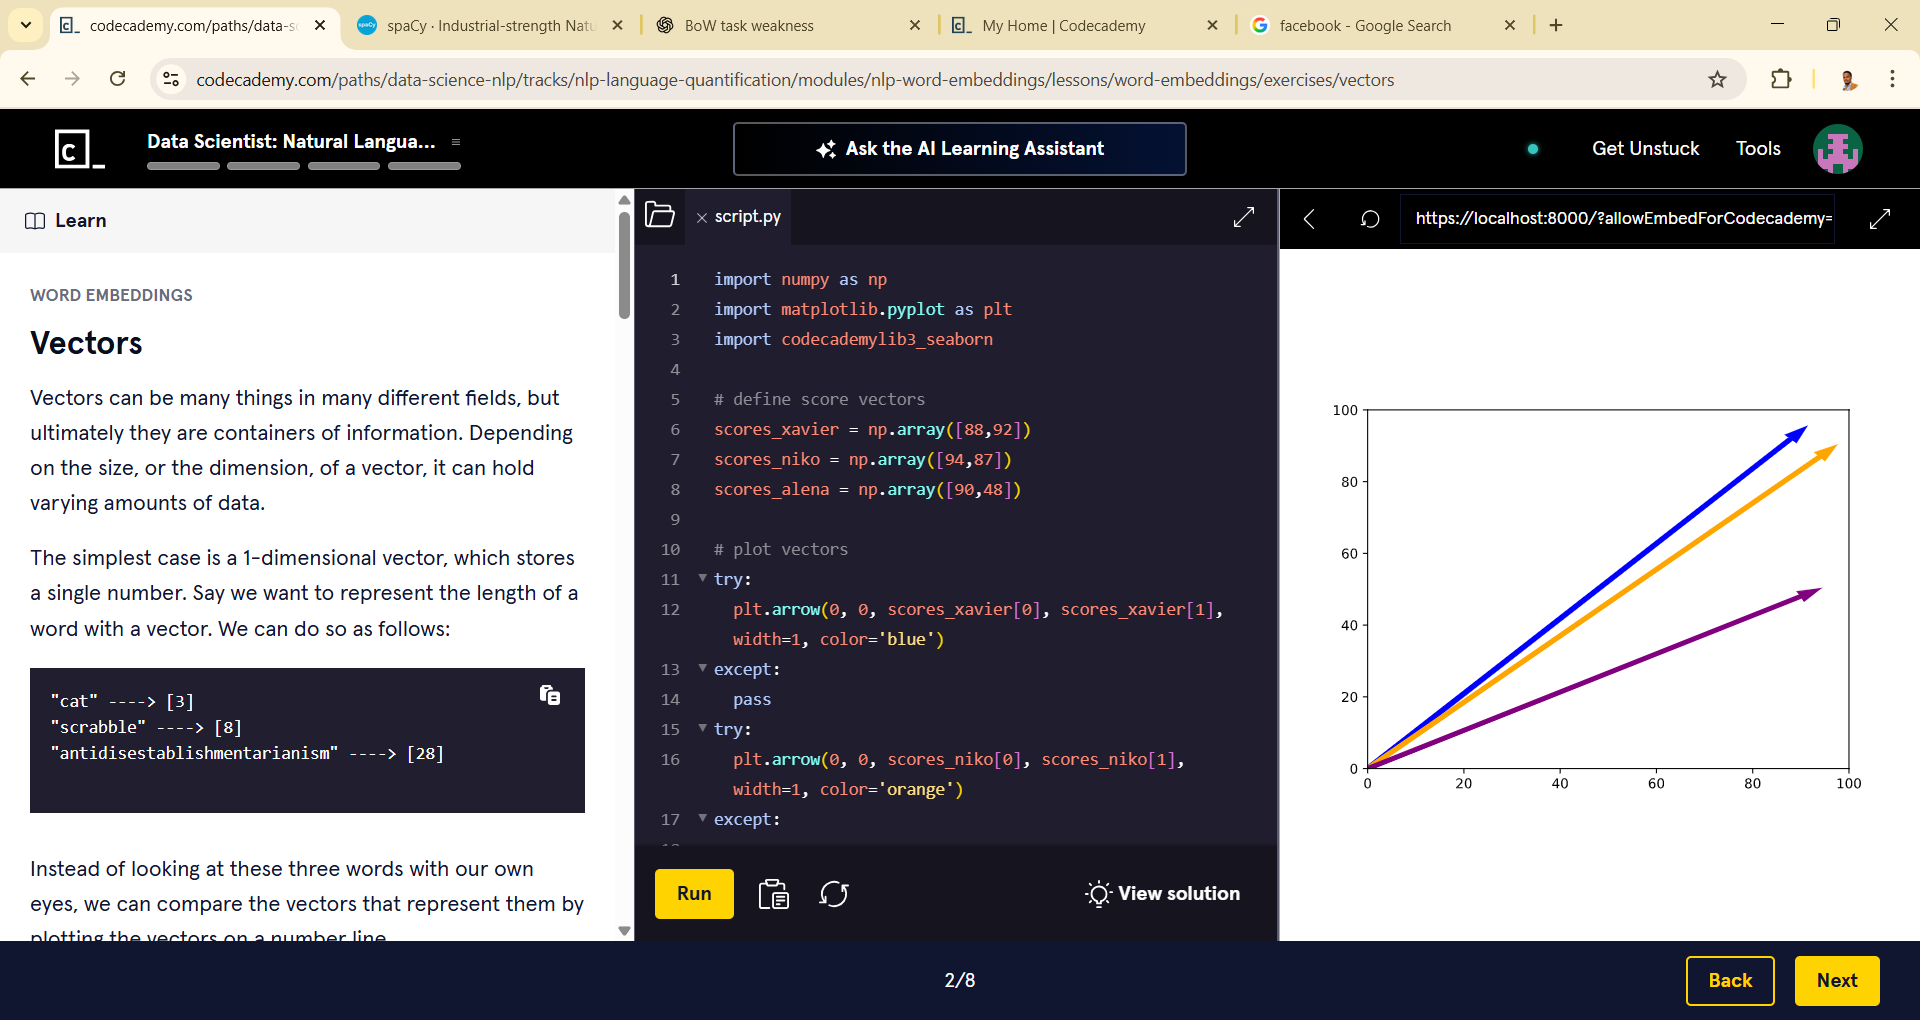 codecademy.com/paths/data-sc
spaCy · Industrial-strength Natu
BoW task weakness
My Home | Codecademy
facebook - Google Search
codecademy.com/paths/data-science-nlp/tracks/nlp-language-quantification/modules/nlp-word-embeddings/lessons/word-embeddings/exercises/vectors
Data Scientist: Natural Langua...
Ask the AI Learning Assistant
Get Unstuck
Tools
Learn
WORD EMBEDDINGS
Vectors
Vectors can be many things in many different fields, but
ultimately they are containers of information. Depending
on the size, or the dimension, of a vector, it can hold
varying amounts of data.
The simplest case is a 1-dimensional vector, which stores
a single number. Say we want to represent the length of a
word with a vector. We can do so as follows:
"cat" ----> [3]
"scrabble" ----> [8]
"antidisestablishmentarianism" ----> [28]
Instead of looking at these three words with our own
eyes, we can compare the vectors that represent them by
plotting the vectors on a number line.
script.py
1 import numpy as np
2 import matplotlib.pyplot as plt
3 import codecademylib3_seaborn
4
5 # define score vectors
6 scores_xavier = np.array([88,92])
7 scores_niko = np.array([94,87])
8 scores_alena = np.array([90,48])
9
10 # plot vectors
11 try:
12 plt.arrow(0, 0, scores_xavier[0], scores_xavier[1],
width=1, color='blue')
13 except:
14 pass
15 try:
16 plt.arrow(0, 0, scores_niko[0], scores_niko[1],
width=1, color='orange')
17 except:
Run
View solution
https://localhost:8000/?allowEmbedForCodecademy=
100
80
60
40
20
0
0 20 40 60 80 100
2/8
Back
Next